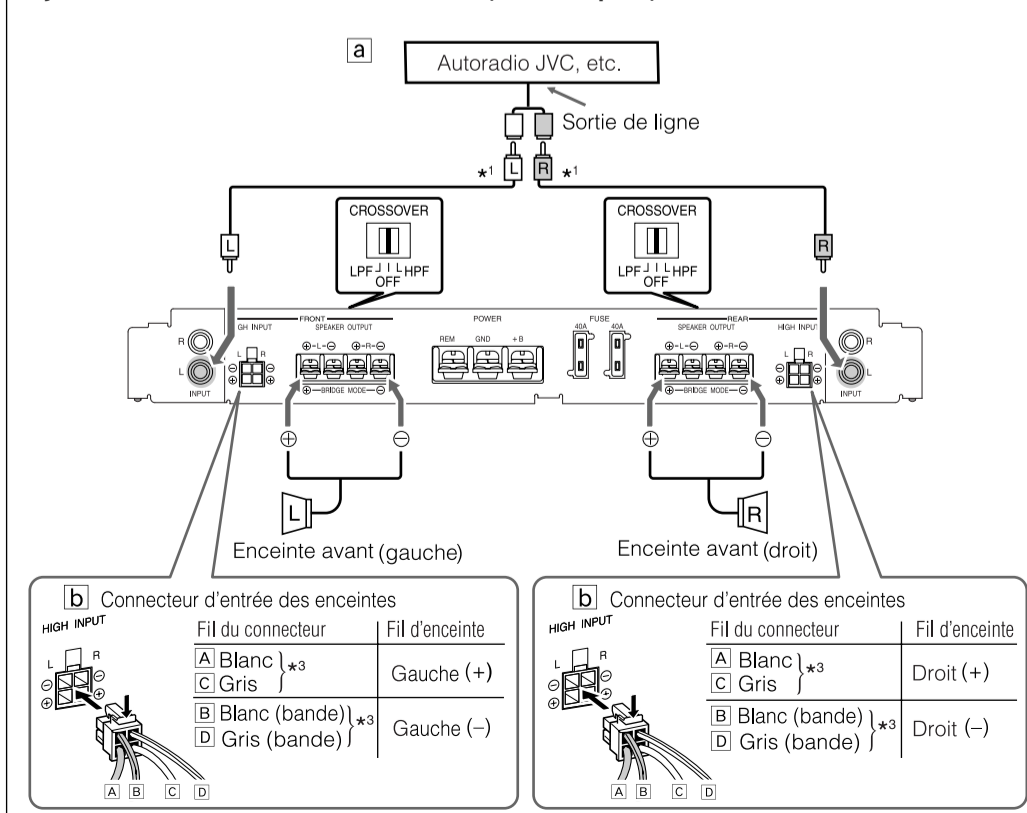 a
Autoradio JVC, etc.
Sortie de ligne
*1 L R *1
CROSSOVER
LPF OFF HPF
CROSSOVER
LPF OFF HPF
L
R
FRONT
GH INPUT SPEAKER OUTPUT
POWER
FUSE
REAR
SPEAKER OUTPUT HIGH INPUT
R
L
INPUT
L R
⊖ ⊖
⊕ ⊕
⊕-L-⊖ ⊕-R-⊖
⊕-BRIDGE MODE-⊖
REM GND +B
40A 40A
⊕-L-⊖ ⊕-R-⊖
⊕-BRIDGE MODE-⊖
L R
⊖ ⊖
⊕ ⊕
R
L
INPUT
⊕ ⊖
⊕ ⊖
L
R
Enceinte avant (gauche)
Enceinte avant (droit)
b Connecteur d'entrée des enceintes
HIGH INPUT
L R
⊖ ⊖
⊕ ⊕
A B C D
Fil du connecteur Fil d'enceinte
A Blanc
C Gris
*3 Gauche (+)
B Blanc (bande)
D Gris (bande)
*3 Gauche (–)
b Connecteur d'entrée des enceintes
HIGH INPUT
L R
⊖ ⊖
⊕ ⊕
A B C D
Fil du connecteur Fil d'enceinte
A Blanc
C Gris
*3 Droit (+)
B Blanc (bande)
D Gris (bande)
*3 Droit (–)